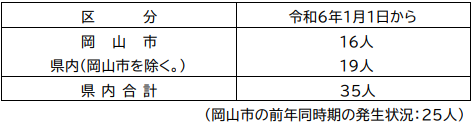 区　　　分　令和6年1月1日から
岡　山　市　16人
県内(岡山市を除く。)　19人
県 内 合 計　35人
(岡山市の前年同時期の発生状況:25人)